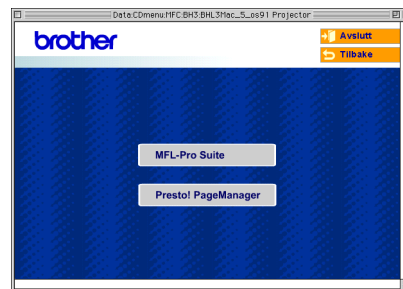 Data:CDmenu:MFC:BH3:BHL3Mac_5_os91 Projector
brother
Avslutt
Tilbake
MFL-Pro Suite
Presto! PageManager